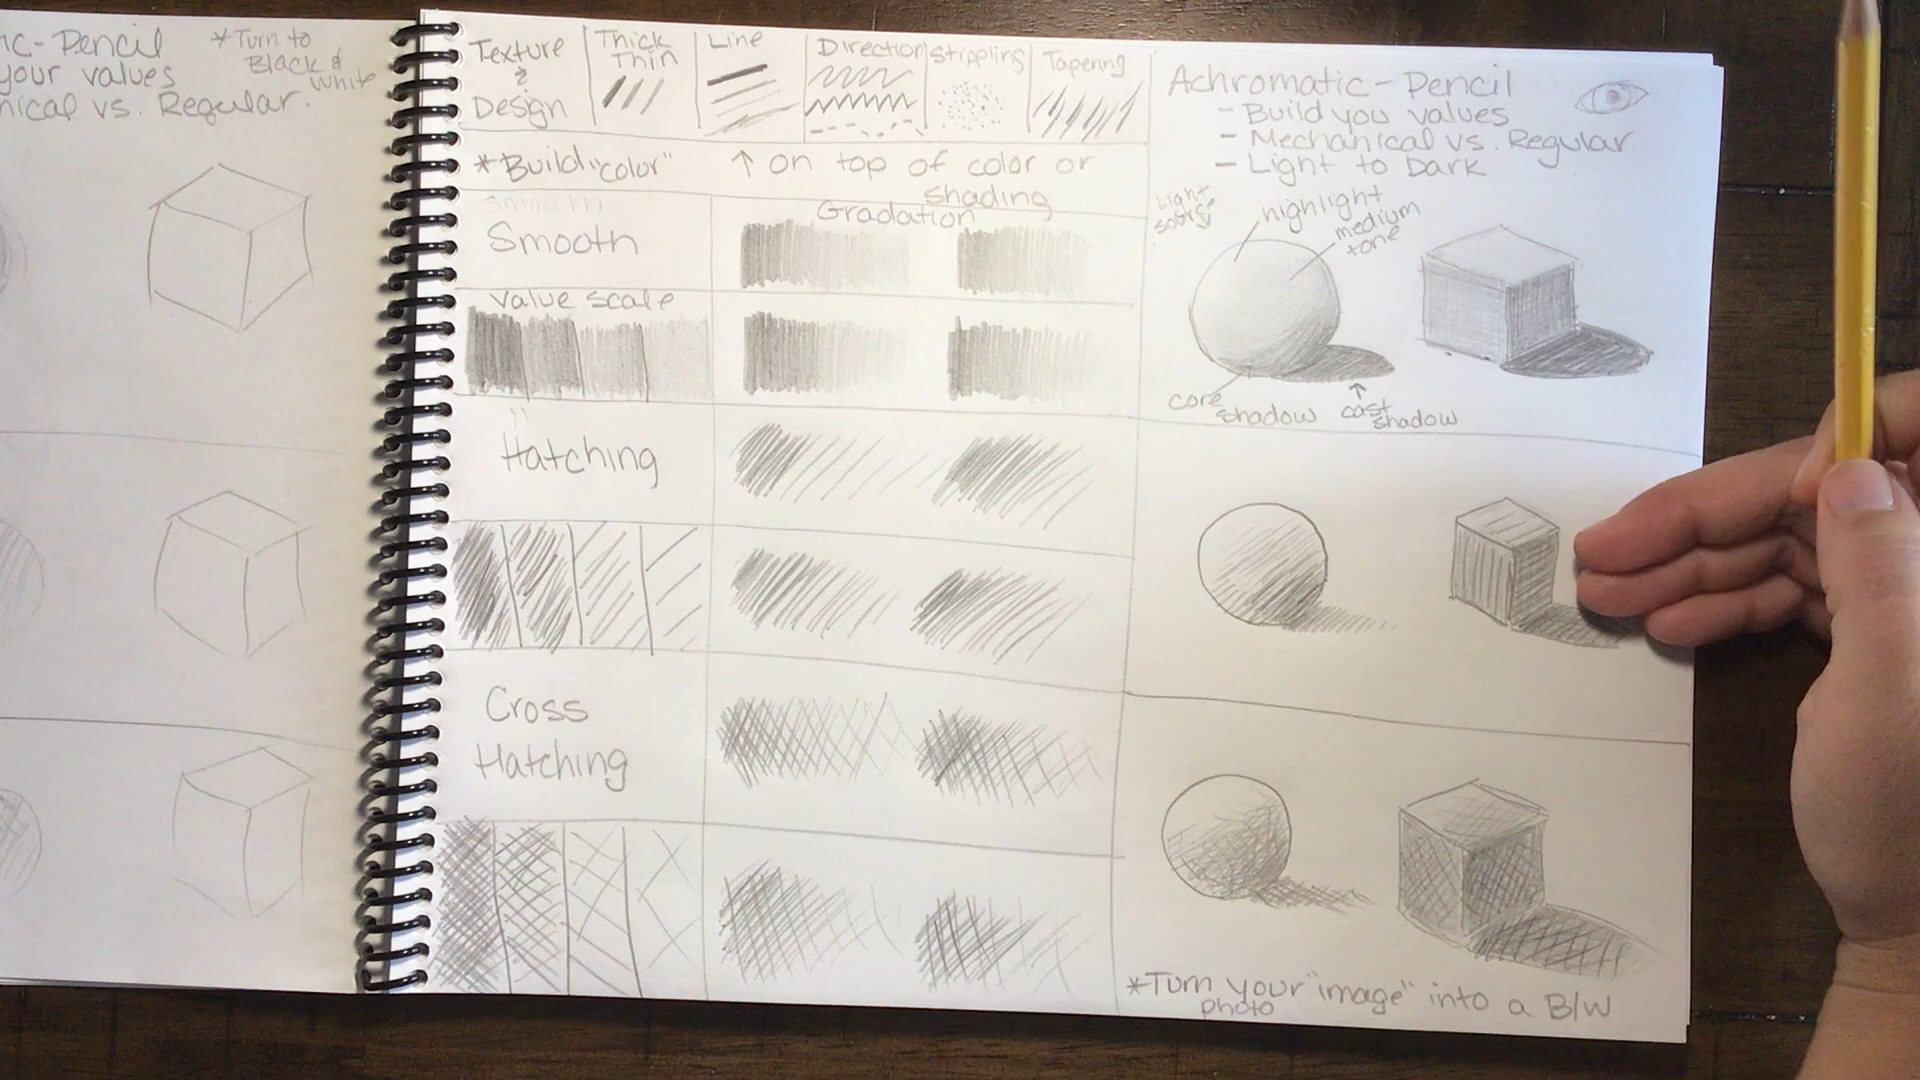 ic-Pencil
your values
nical vs. Regular.
*Turn to
Black &
White
Texture
&
Design
Thick
Thin
Line
Direction
Stippling
Tapering
*Build "color"
↑ on top of color or
shading
Smooth
Smooth
Gradation
Value scale
Hatching
Cross
Hatching
Achromatic-Pencil
- Build you values
- Mechanical vs. Regular
- Light to Dark
Light
highlight
medium
tone
core
shadow
cast
shadow
*Turn your "image" into a B/W
photo